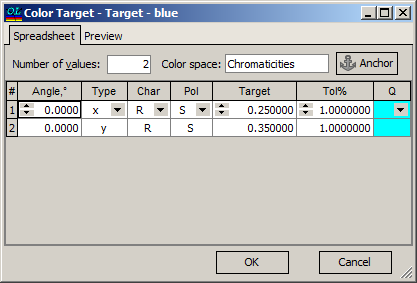 OL Color Target - Target - blue
Spreadsheet Preview
Number of values: 2 Color space: Chromaticities Anchor
# Angle,° Type Char Pol Target Tol% Q
1 0.0000 x R S 0.250000 1.0000000
2 0.0000 y R S 0.350000 1.0000000
OK Cancel